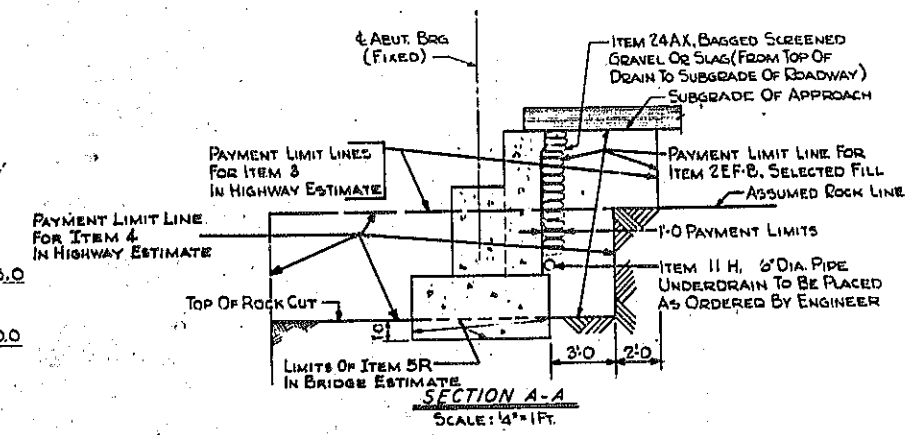 ℄ ABUT. BRG
(FIXED)
ITEM 24AX, BAGGED SCREENED
GRAVEL OR SLAG (FROM TOP OF
DRAIN TO SUBGRADE OF ROADWAY)
SUBGRADE OF APPROACH
PAYMENT LIMIT LINES
FOR ITEM 3
IN HIGHWAY ESTIMATE
PAYMENT LIMIT LINE FOR
ITEM 2EF-B, SELECTED FILL
ASSUMED ROCK LINE
PAYMENT LIMIT LINE
FOR ITEM 4
IN HIGHWAY ESTIMATE
1'-0 PAYMENT LIMITS
ITEM 11 H, 6" DIA. PIPE
UNDERDRAIN TO BE PLACED
AS ORDERED BY ENGINEER
TOP OF ROCK CUT
1'0
3'-0
2'-0
LIMITS OF ITEM 5R
IN BRIDGE ESTIMATE
SECTION A-A
SCALE: 1/4" = 1 FT.